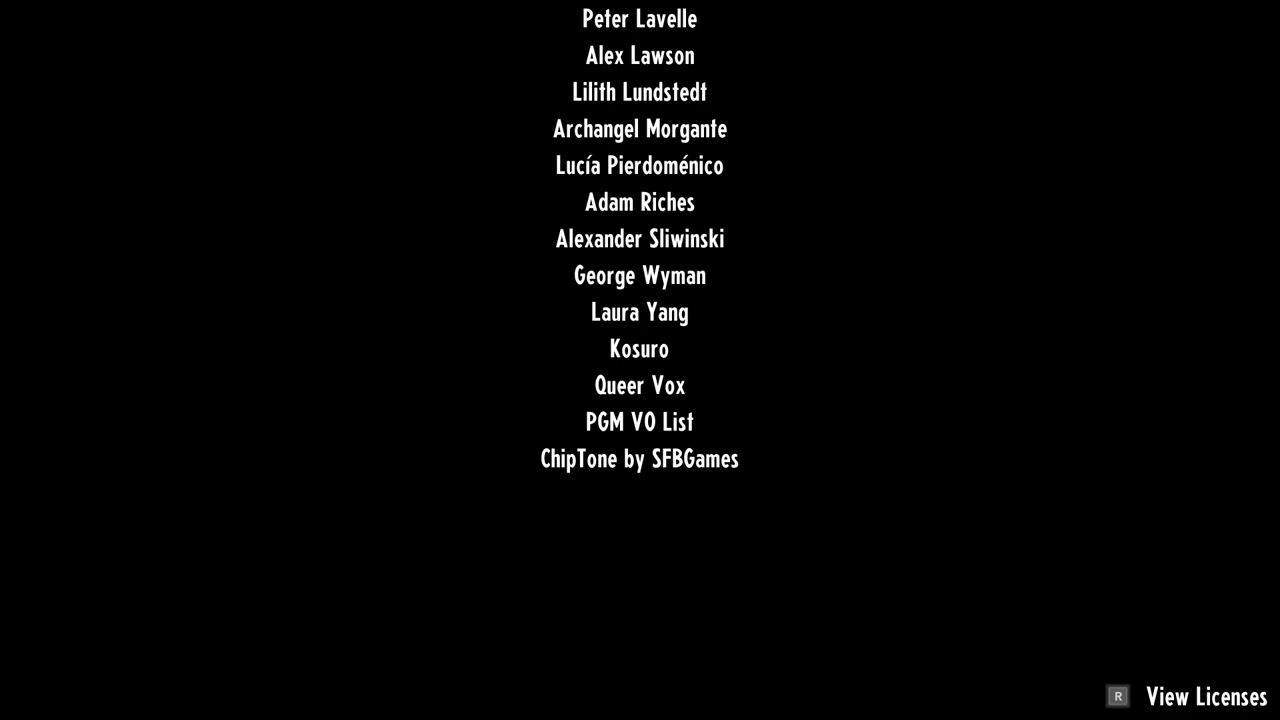 Peter Lavelle
Alex Lawson
Lilith Lundstedt
Archangel Morgante
Lucía Pierdoménico
Adam Riches
Alexander Sliwinski
George Wyman
Laura Yang
Kosuro
Queer Vox
PGM VO List
ChipTone by SFBGames
R View Licenses